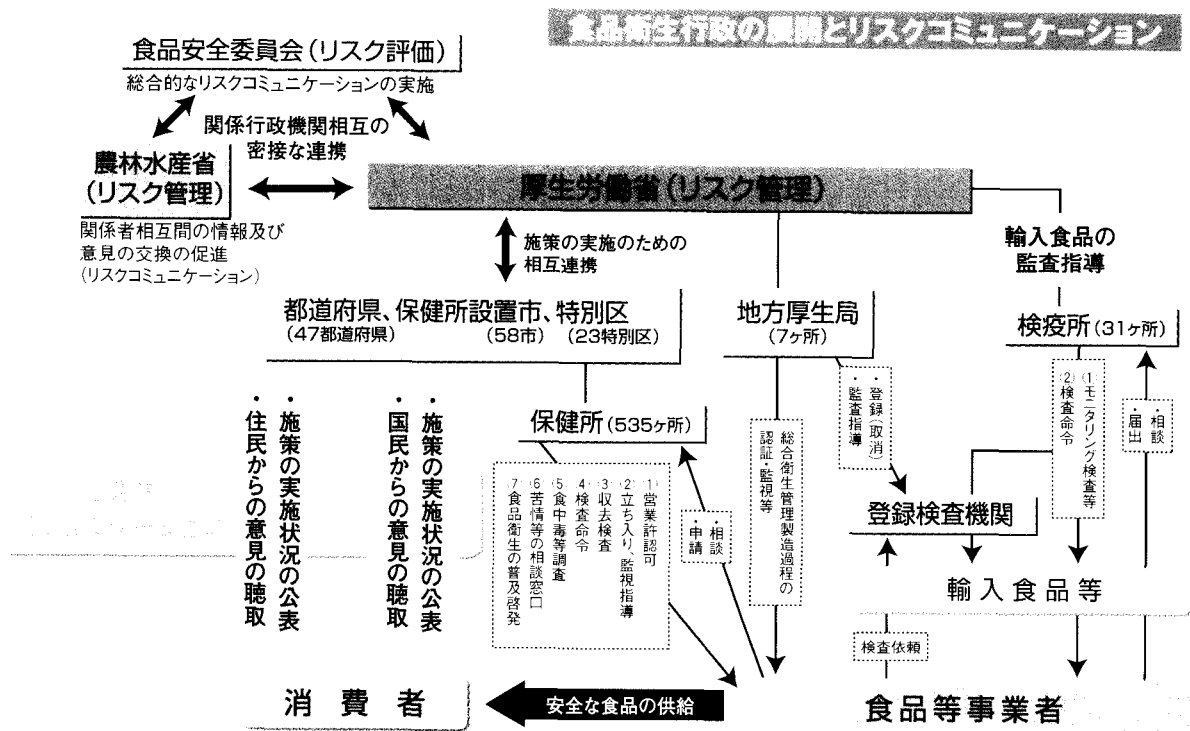 食品衛生行政の展開とリスクコミュニケーション
食品安全委員会（リスク評価）
総合的なリスクコミュニケーションの実施
関係行政機関相互の
密接な連携
農林水産省
（リスク管理）
関係者相互間の情報及び
意見の交換の促進
（リスクコミュニケーション）
厚生労働省（リスク管理）
施策の実施のための
相互連携
輸入食品の
監査指導
都道府県、保健所設置市、特別区
（47都道府県）　（58市）　（23特別区）
地方厚生局
（7ヶ所）
検疫所（31ヶ所）
保健所（535ヶ所）
・施策の実施状況の公表
・住民からの意見の聴取
・施策の実施状況の公表
・国民からの意見の聴取
(1)営業許認可
(2)立ち入り、監視指導
(3)収去検査
(4)検査命令
(5)食中毒等調査
(6)苦情等の相談窓口
(7)食品衛生の普及啓発
・相談
・申請
総合衛生管理製造過程の
認証・監視等
・登録（取消）
・監査指導
(1)モニタリング検査等
(2)検査命令
・相談
・届出
登録検査機関
輸入食品等
検査依頼
消費者
安全な食品の供給
食品等事業者